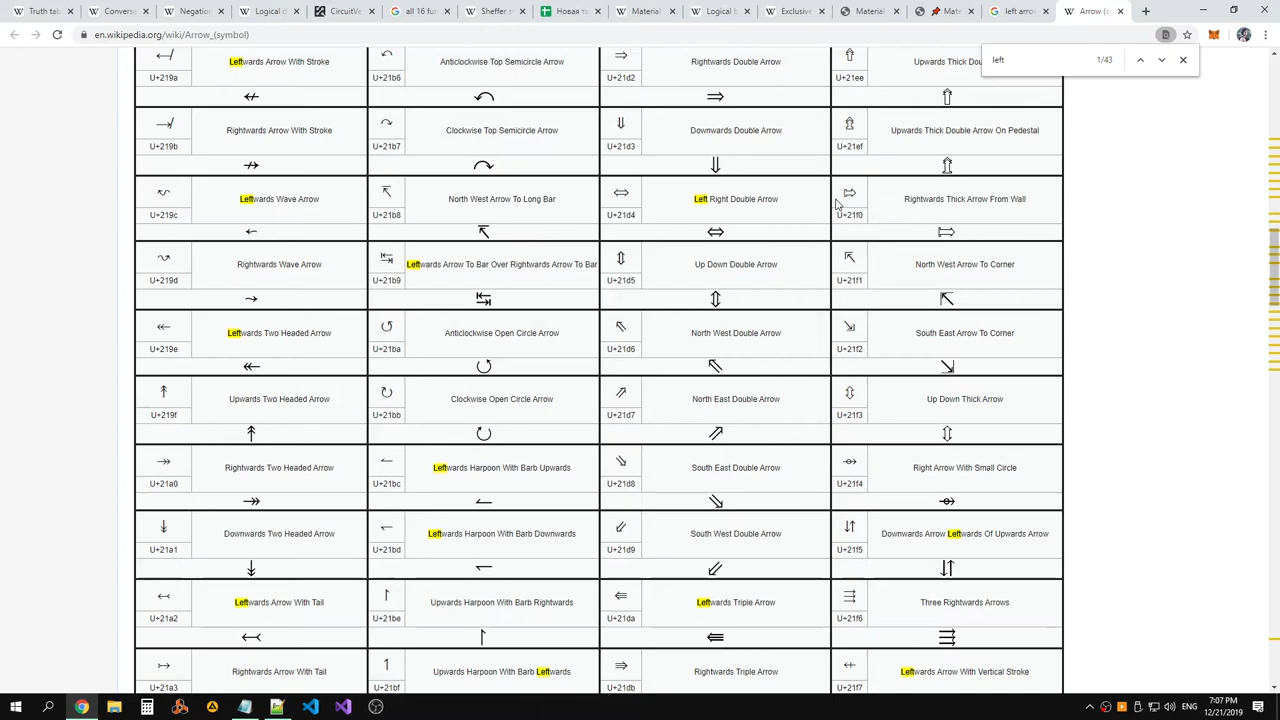 Truth tab
Converse
Negation
Logical d
CircuitVe
all 16 fun
Sheffer s
Новая та
Material
Logical b
Exclusive
Material
Mate
left arrow
Arrow (s
en.wikipedia.org/wiki/Arrow_(symbol)
left 1/43
Leftwards Arrow With Stroke Anticlockwise Top Semicircle Arrow Rightwards Double Arrow Upwards Thick Dou
U+219a U+21b6 U+21d2 U+21ee
Rightwards Arrow With Stroke Clockwise Top Semicircle Arrow Downwards Double Arrow Upwards Thick Double Arrow On Pedestal
U+219b U+21b7 U+21d3 U+21ef
Leftwards Wave Arrow North West Arrow To Long Bar Left Right Double Arrow Rightwards Thick Arrow From Wall
U+219c U+21b8 U+21d4 U+21f0
Rightwards Wave Arrow Leftwards Arrow To Bar Over Rightwards Arrow To Bar Up Down Double Arrow North West Arrow To Corner
U+219d U+21b9 U+21d5 U+21f1
Leftwards Two Headed Arrow Anticlockwise Open Circle Arrow North West Double Arrow South East Arrow To Corner
U+219e U+21ba U+21d6 U+21f2
Upwards Two Headed Arrow Clockwise Open Circle Arrow North East Double Arrow Up Down Thick Arrow
U+219f U+21bb U+21d7 U+21f3
Rightwards Two Headed Arrow Leftwards Harpoon With Barb Upwards South East Double Arrow Right Arrow With Small Circle
U+21a0 U+21bc U+21d8 U+21f4
Downwards Two Headed Arrow Leftwards Harpoon With Barb Downwards South West Double Arrow Downwards Arrow Leftwards Of Upwards Arrow
U+21a1 U+21bd U+21d9 U+21f5
Leftwards Arrow With Tail Upwards Harpoon With Barb Rightwards Leftwards Triple Arrow Three Rightwards Arrows
U+21a2 U+21be U+21da U+21f6
Rightwards Arrow With Tail Upwards Harpoon With Barb Leftwards Rightwards Triple Arrow Leftwards Arrow With Vertical Stroke
U+21a3 U+21bf U+21db U+21f7
ENG
7:07 PM
12/21/2019